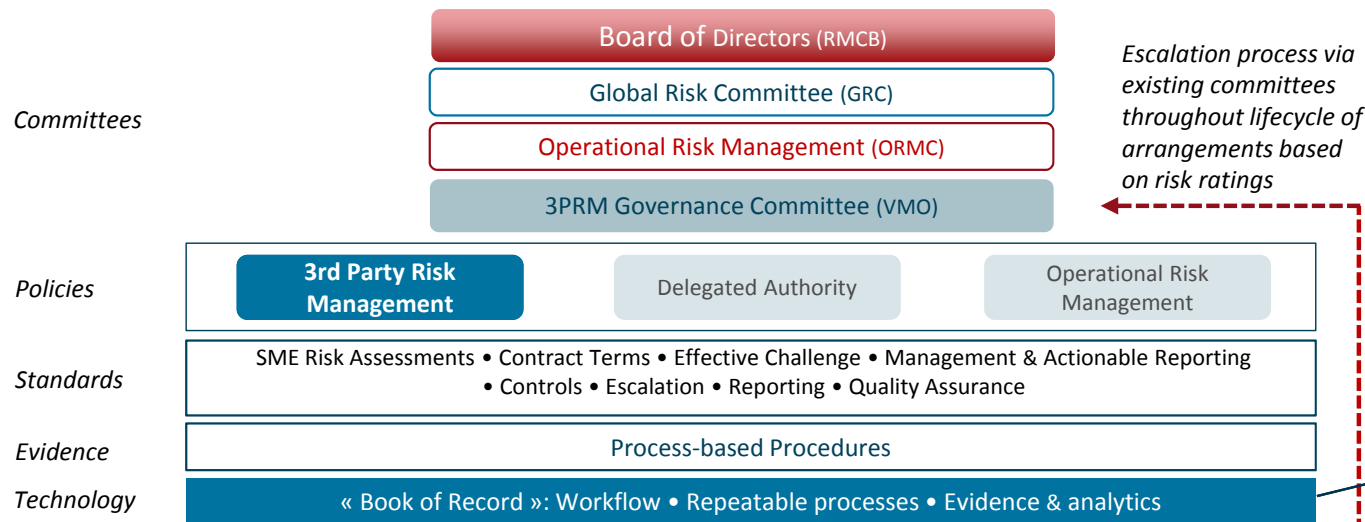 Board of Directors (RMCB)
Global Risk Committee (GRC)
Operational Risk Management (ORMC)
3PRM Governance Committee (VMO)
Committees
Escalation process via
existing committees
throughout lifecycle of
arrangements based
on risk ratings
Policies
3rd Party Risk
Management
Delegated Authority
Operational Risk
Management
Standards
SME Risk Assessments • Contract Terms • Effective Challenge • Management & Actionable Reporting
• Controls • Escalation • Reporting • Quality Assurance
Evidence
Process-based Procedures
Technology
« Book of Record »: Workflow • Repeatable processes • Evidence & analytics